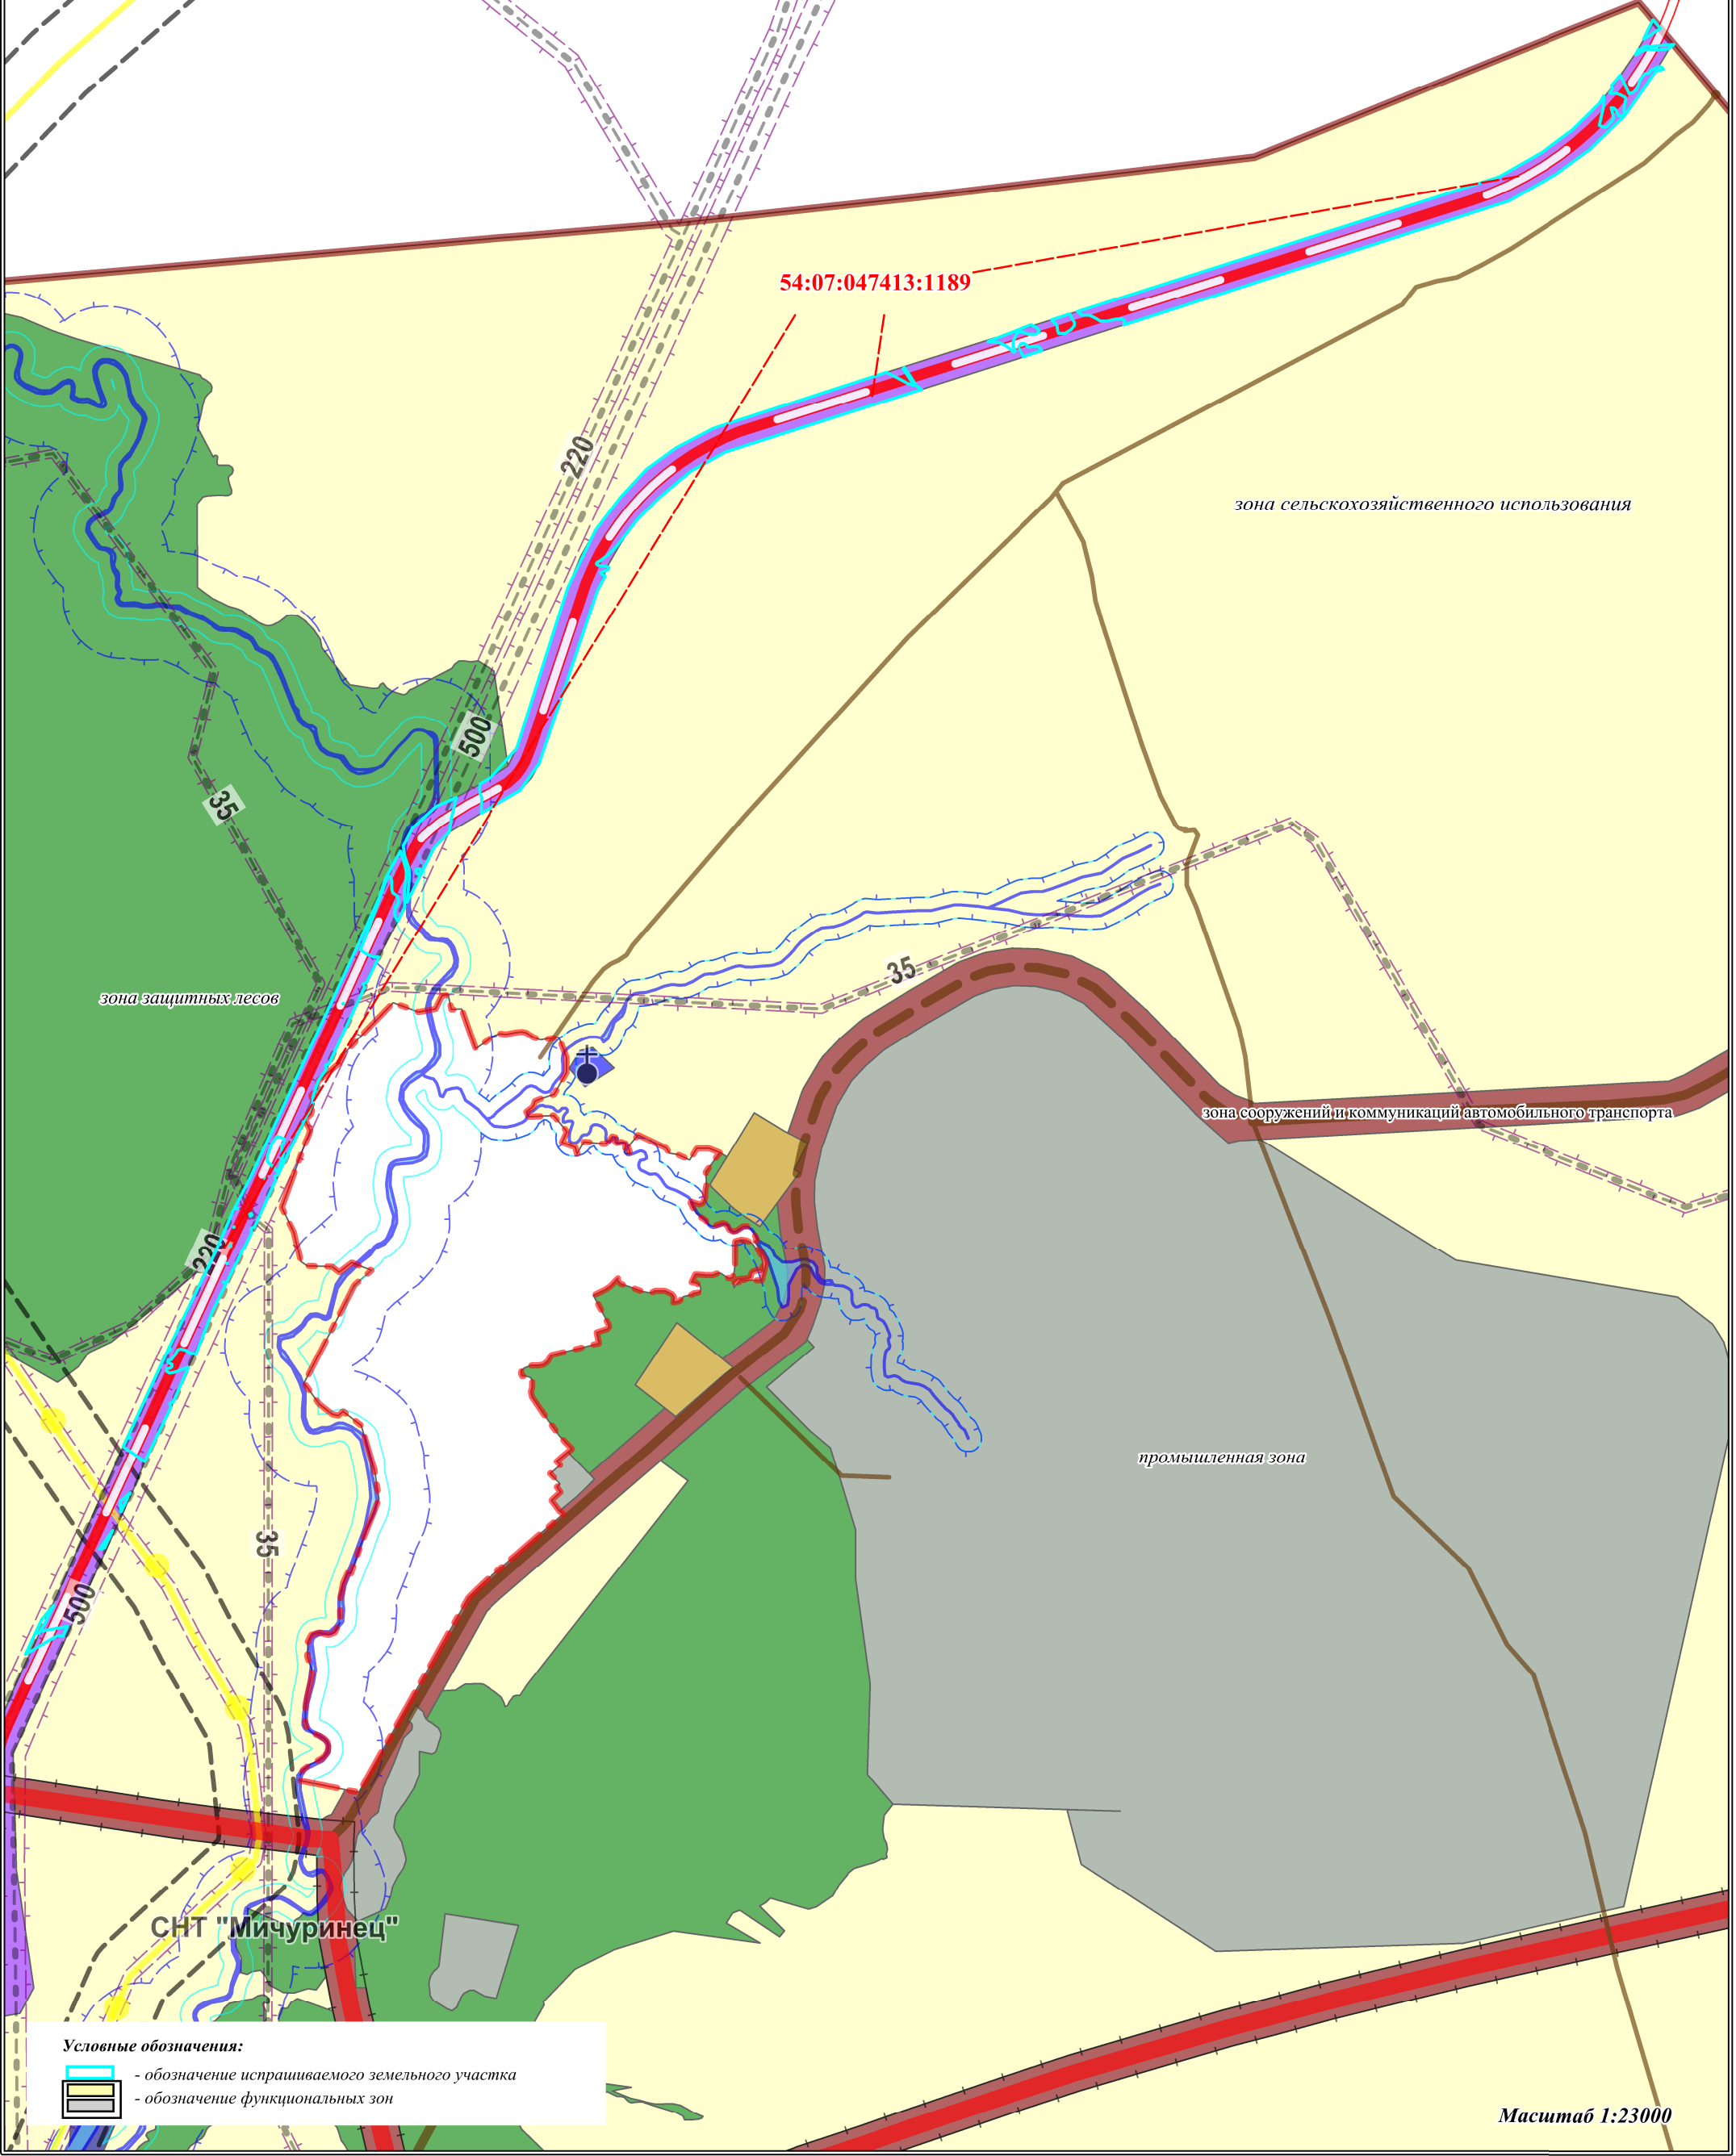 54:07:047413:1189
220
зона сельскохозяйственного использования
500
35
35
зона защитных лесов
зона сооружений и коммуникаций автомобильного транспорта
220
промышленная зона
35
500
СНТ "Мичуринец"
Условные обозначения:
- обозначение испрашиваемого земельного участка
- обозначение функциональных зон
Масштаб 1:23000